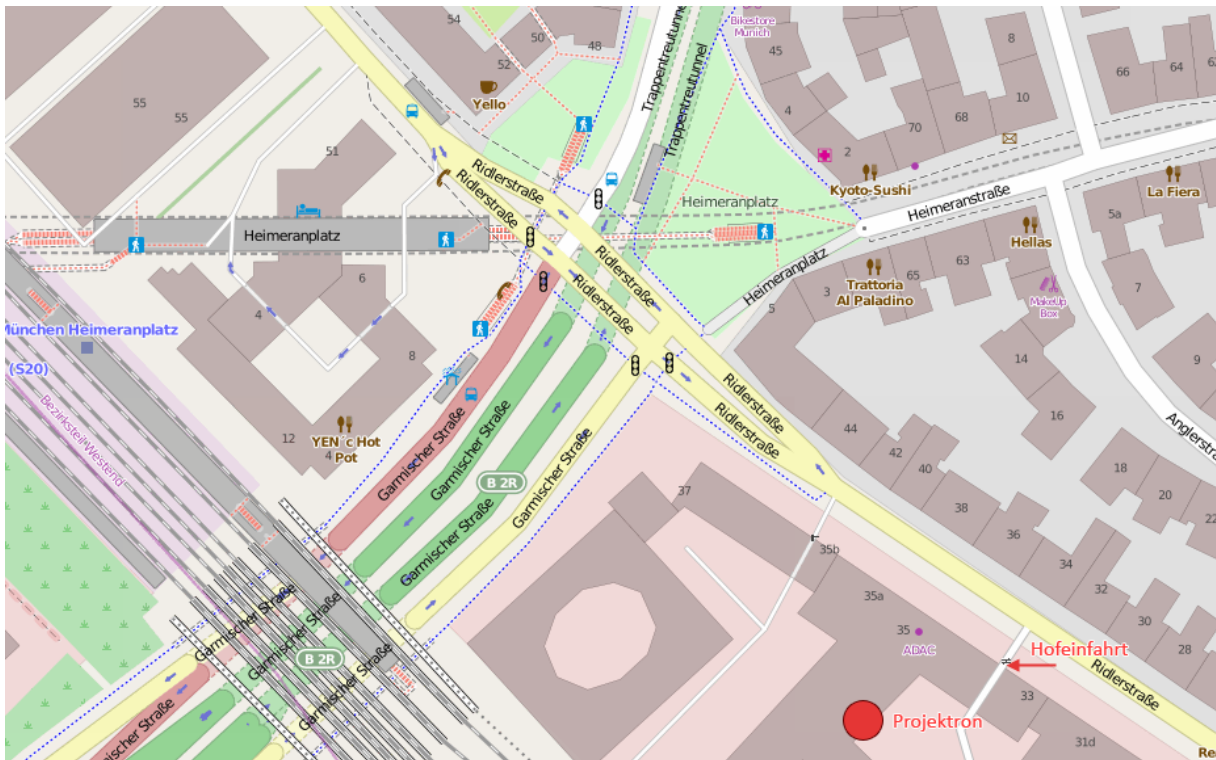 54
50
48
52
Yello
Trappentreutunnel
Trappentreutunnel
Bikestore
Munich
45
4
2
8
10
66
64
70
68
55
55
51
Ridlerstraße
Ridlerstraße
Kyoto-Sushi
La Fiera
5a
Heimeranplatz
Heimeranstraße
Heimeranplatz
Hellas
Ridlerstraße
Heimeranplatz
6
63
65
Trattoria
Al Paladino
3
5
7
MakeUp
Box
4
Ridlerstraße
München Heimeranplatz
(S20)
8
14
9
16
Ridlerstraße
Ridlerstraße
Bezirksteil Westend
12
YEN´c Hot
Pot
4
Garmischer Straße
Garmischer Straße
Garmischer Straße
Garmischer Straße
B 2R
44
42
40
38
36
34
32
30
28
18
20
22
37
35b
35a
35
ADAC
Garmischer Straße
Garmischer Straße
Garmischer Straße
B 2R
Hofeinfahrt
Ridlerstraße
33
31d
Projektron